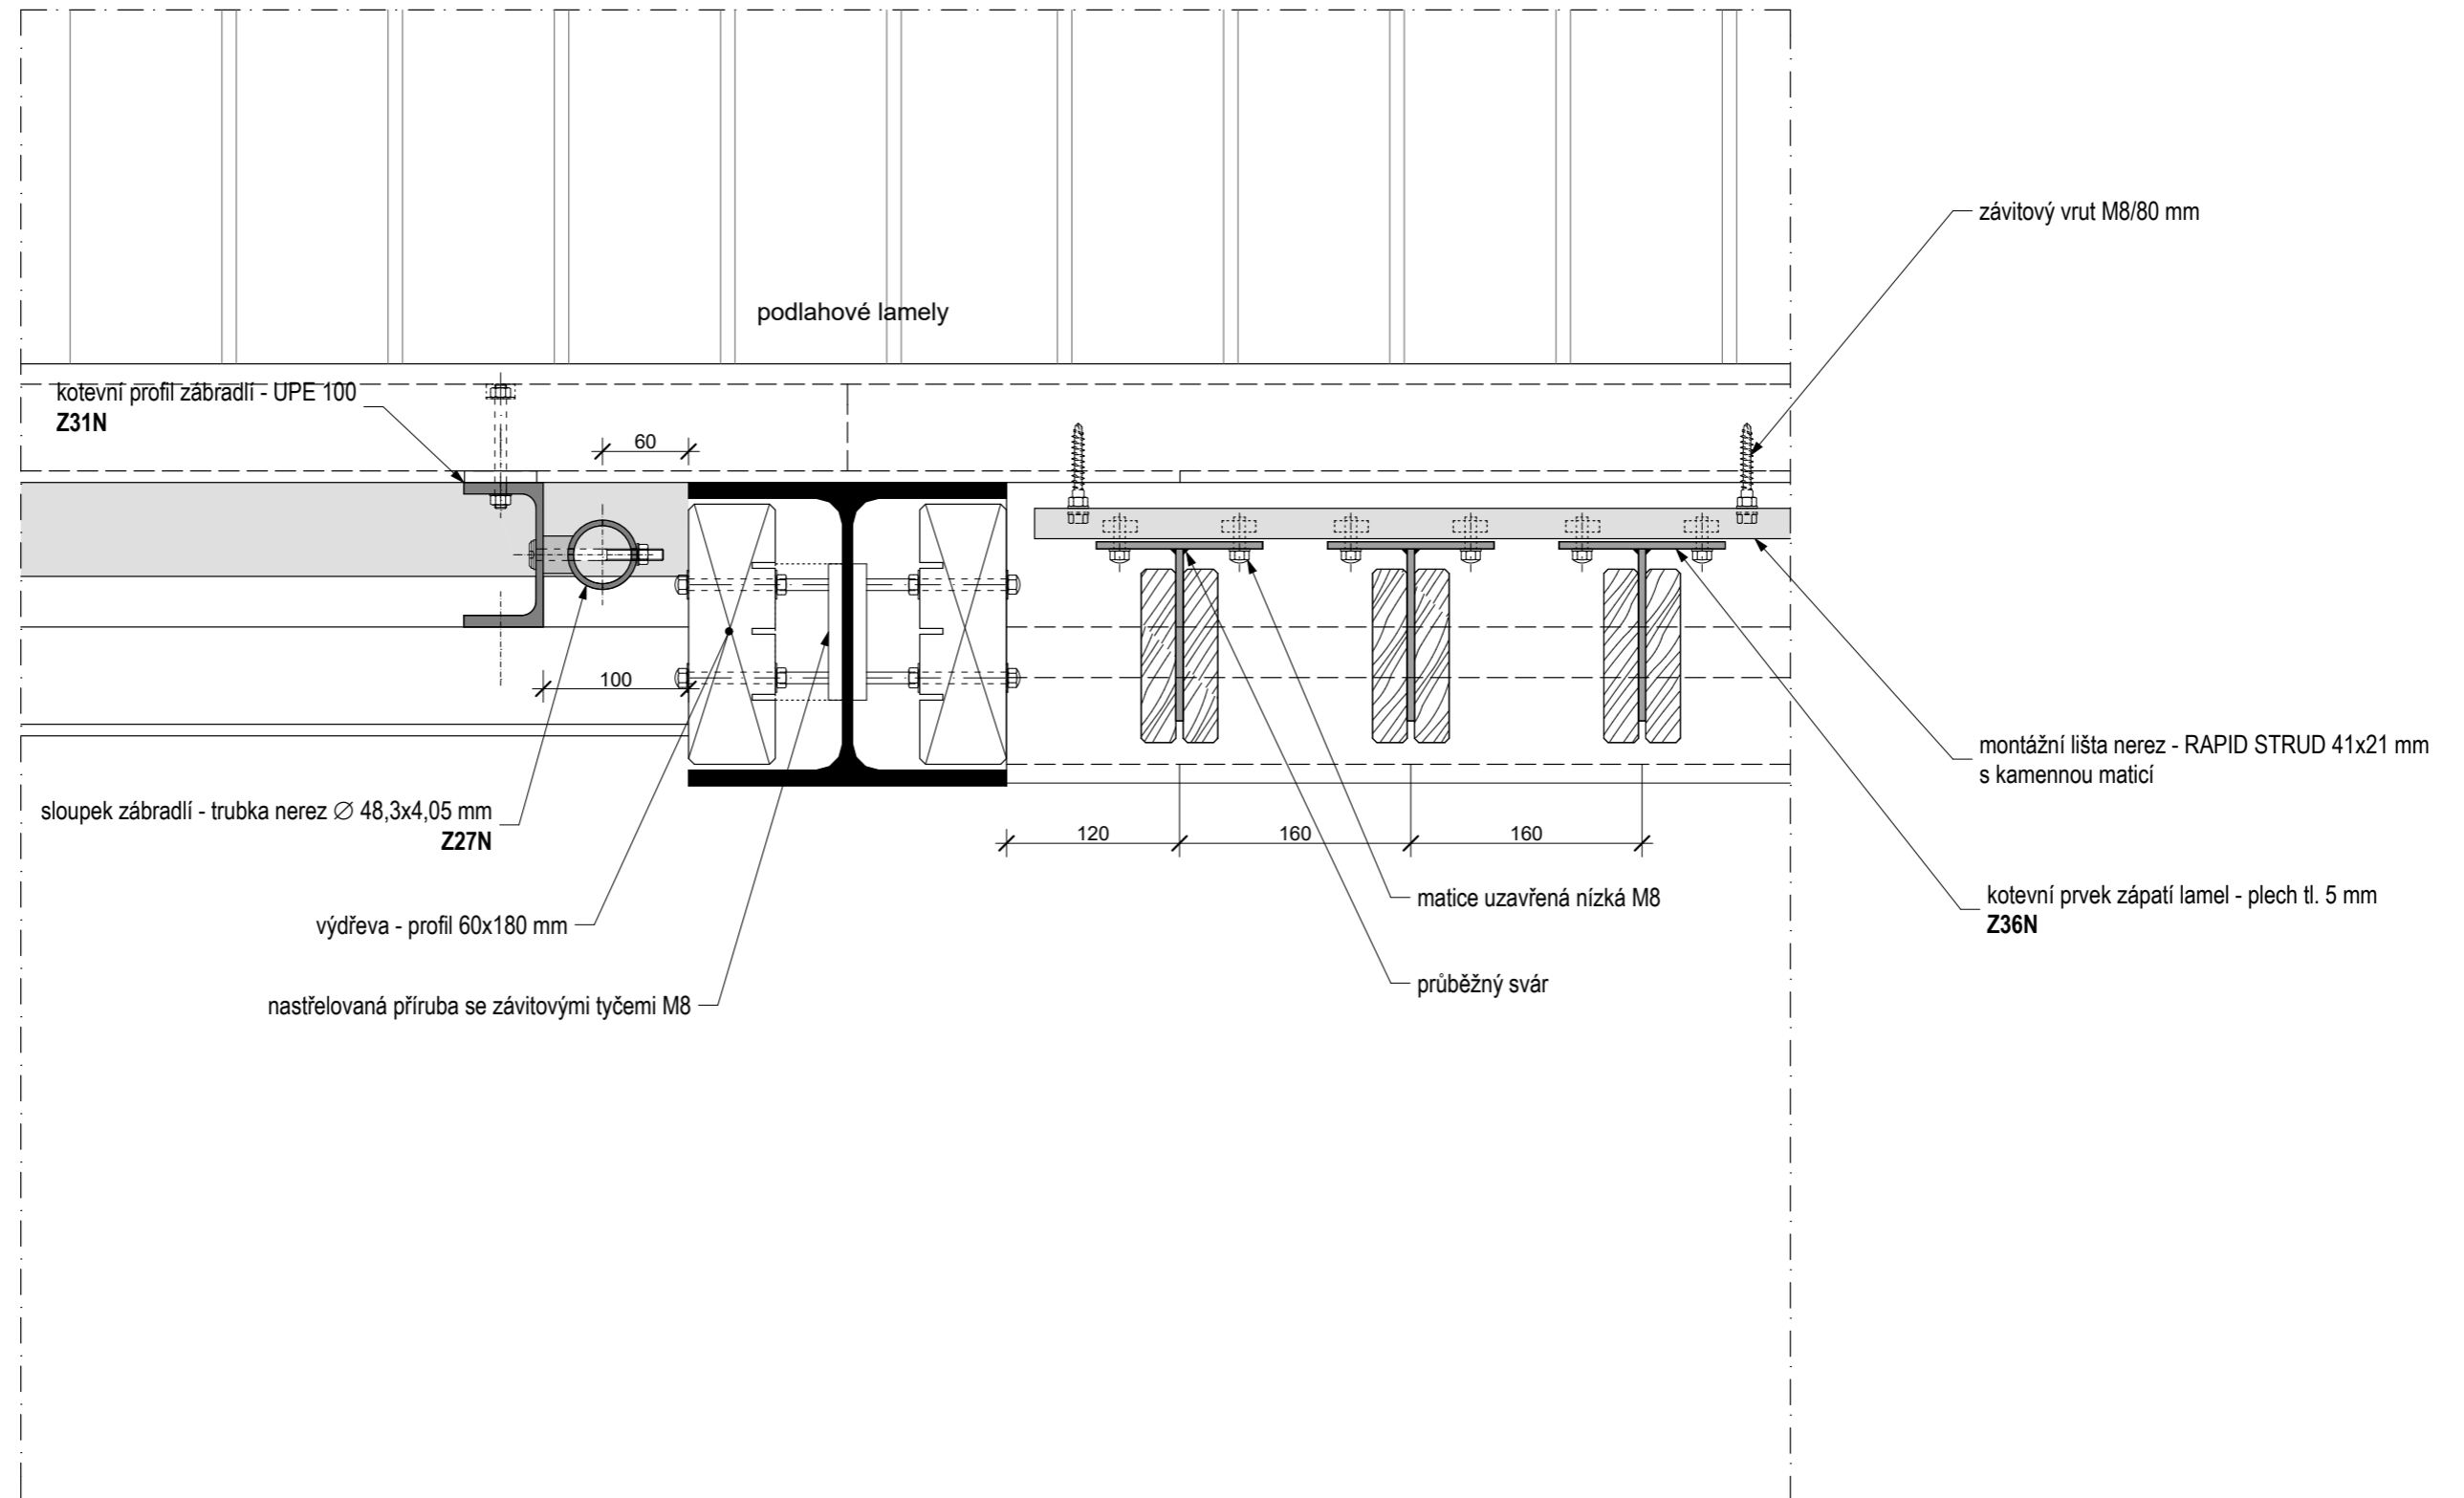 závitový vrut M8/80 mm
podlahové lamely
kotevní profil zábradlí - UPE 100
Z31N
60
100
montážní lišta nerez - RAPID STRUD 41x21 mm
s kamennou maticí
sloupek zábradlí - trubka nerez ∅ 48,3x4,05 mm
Z27N
120
160
160
matice uzavřená nízká M8
kotevní prvek zápatí lamel - plech tl. 5 mm
Z36N
výdřeva - profil 60x180 mm
průběžný svár
nastřelovaná příruba se závitovými tyčemi M8